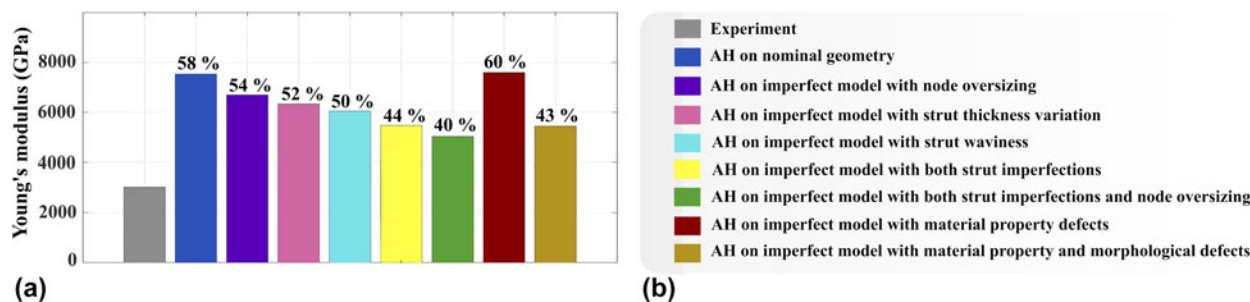 Young's modulus (GPa)
8000
6000
4000
2000
0
58 %
54 %
52 %
50 %
44 %
40 %
60 %
43 %
(a)
Experiment
AH on nominal geometry
AH on imperfect model with node oversizing
AH on imperfect model with strut thickness variation
AH on imperfect model with strut waviness
AH on imperfect model with both strut imperfections
AH on imperfect model with both strut imperfections and node oversizing
AH on imperfect model with material property defects
AH on imperfect model with material property and morphological defects
(b)